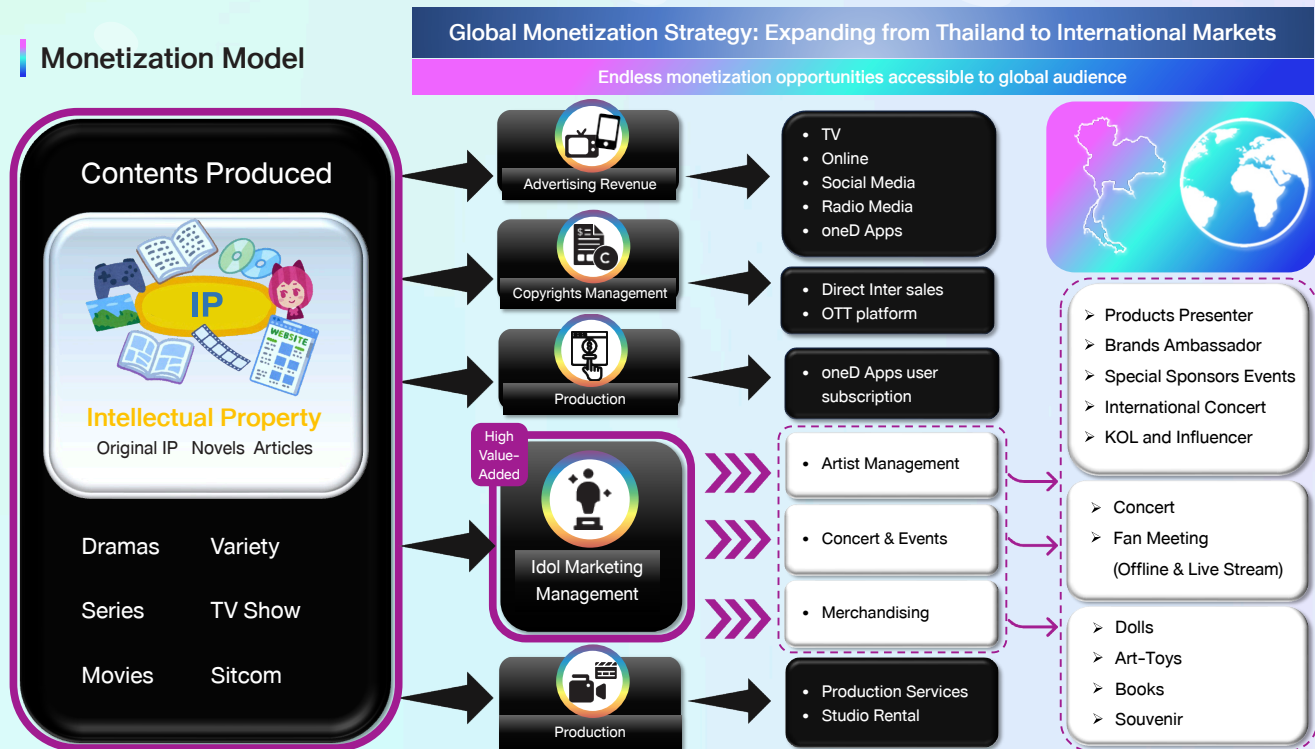 Monetization Model
Global Monetization Strategy: Expanding from Thailand to International Markets
Endless monetization opportunities accessible to global audience
Contents Produced
IP
WEBSITE
Intellectual Property
Original IP Novels Articles
Dramas Variety
Series TV Show
Movies Sitcom
Advertising Revenue
• TV
• Online
• Social Media
• Radio Media
• oneD Apps
$
C
Copyrights Management
• Direct Inter sales
• OTT platform
Production
• oneD Apps user
subscription
High
Value-
Added
Idol Marketing
Management
• Artist Management
• Concert & Events
• Merchandising
Production
• Production Services
• Studio Rental
➢ Products Presenter
➢ Brands Ambassador
➢ Special Sponsors Events
➢ International Concert
➢ KOL and Influencer
➢ Concert
➢ Fan Meeting
(Offline & Live Stream)
➢ Dolls
➢ Art-Toys
➢ Books
➢ Souvenir